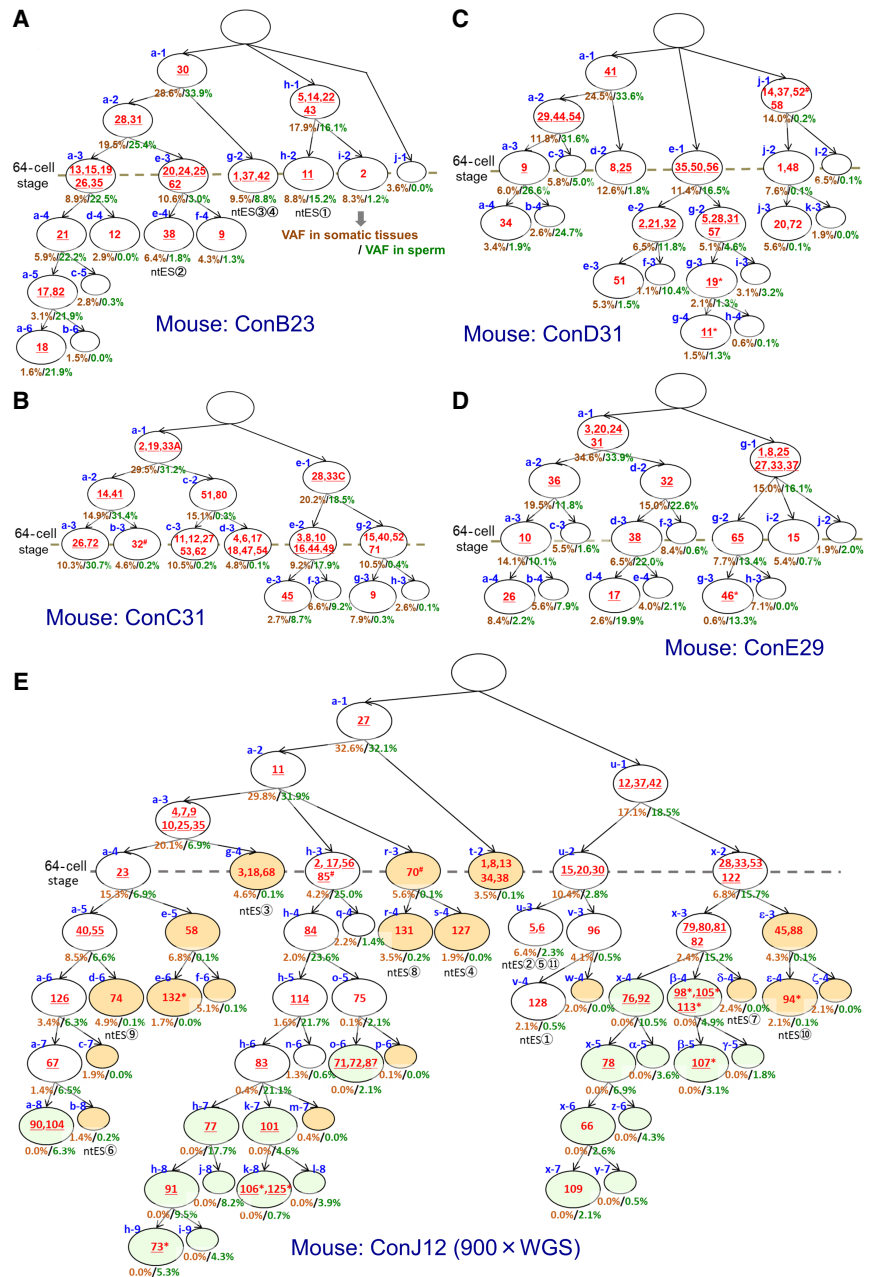 A
a-1
30
28.6%/33.9%
a-2
28,31
19.5%/25.4%
h-1
5,14,22
43
17.9%/16.1%
64-cell
stage
a-3
13,15,19
26,35
8.9%/22.5%
e-3
20,24,25
62
10.6%/3.0%
g-2
1,37,42
9.5%/8.8%
ntES③④
h-2
11
8.8%/15.2%
ntES①
i-2
2
8.3%/1.2%
j-1
3.6%/0.0%
a-4
21
5.9%/22.2%
d-4
12
2.9%/0.0%
e-4
38
6.4%/1.8%
ntES②
f-4
9
4.3%/1.3%
VAF in somatic tissues
/ VAF in sperm
a-5
17,82
3.1%/21.9%
c-5
2.8%/0.3%
a-6
18
1.6%/21.9%
b-6
1.5%/0.0%
Mouse: ConB23
C
a-1
41
24.5%/33.6%
j-1
14,37,52#
58
14.0%/0.2%
a-2
29,44,54
11.8%/31.6%
64-cell
stage
a-3
9
6.0%/26.6%
c-3
5.8%/5.0%
d-2
8,25
12.6%/1.8%
e-1
35,50,56
11.4%/16.5%
j-2
1,48
7.6%/0.1%
l-2
6.5%/0.1%
a-4
34
3.4%/1.9%
b-4
2.6%/24.7%
e-2
2,21,32
6.5%/11.8%
g-2
5,28,31
57
5.1%/4.6%
j-3
20,72
5.6%/0.1%
k-3
1.9%/0.0%
e-3
51
5.3%/1.5%
f-3
1.1%/10.4%
g-3
19*
2.1%/1.3%
i-3
3.1%/3.2%
g-4
11*
1.5%/1.3%
h-4
0.6%/0.1%
Mouse: ConD31
B
a-1
2,19,33A
29.5%/31.2%
e-1
28,33C
20.2%/18.5%
a-2
14,41
14.9%/31.4%
c-2
51,80
15.1%/0.3%
64-cell
stage
a-3
26,72
10.3%/30.7%
b-3
32#
4.6%/0.2%
c-3
11,12,27
53,62
10.5%/0.2%
d-3
4,6,17
18,47,54
4.8%/0.1%
e-2
3,8,10
16,44,49
9.2%/17.9%
g-2
15,40,52
71
10.5%/0.4%
e-3
45
2.7%/8.7%
f-3
6.6%/9.2%
g-3
9
7.9%/0.3%
h-3
2.6%/0.1%
Mouse: ConC31
D
a-1
3,20,24
31
34.6%/33.9%
g-1
1,8,25
27,33,37
15.0%/16.1%
a-2
36
19.5%/11.8%
d-2
32
15.0%/22.6%
64-cell
stage
a-3
10
14.1%/10.1%
c-3
5.5%/1.6%
d-3
38
6.5%/22.0%
f-3
8.4%/0.6%
g-2
65
7.7%/13.4%
i-2
15
5.4%/0.7%
j-2
1.9%/2.0%
a-4
26
8.4%/2.2%
b-4
5.6%/7.9%
d-4
17
2.6%/19.9%
e-4
4.0%/2.1%
g-3
46*
0.6%/13.3%
h-3
7.1%/0.0%
Mouse: ConE29
E
a-1
27
32.6%/32.1%
a-2
11
29.8%/31.9%
u-1
12,37,42
17.1%/18.5%
a-3
4,7,9
10,25,35
20.1%/6.9%
64-cell
stage
a-4
23
15.3%/6.9%
g-4
3,18,68
4.6%/0.1%
ntES③
h-3
2, 17,56
85#
4.2%/25.0%
r-3
70#
5.6%/0.1%
t-2
1,8,13
34,38
3.5%/0.1%
u-2
15,20,30
10.4%/2.8%
x-2
28,33,53
122
6.8%/15.7%
a-5
40,55
8.5%/6.6%
e-5
58
6.8%/0.1%
h-4
84
2.0%/23.6%
q-4
2.2%/1.4%
r-4
131
3.5%/0.2%
ntES⑧
s-4
127
1.9%/0.0%
ntES④
u-3
5,6
6.4%/2.3%
ntES②⑤⑪
v-3
96
4.1%/0.5%
x-3
79,80,81
82
2.4%/15.2%
ε-3
45,88
4.3%/0.1%
a-6
126
3.4%/6.3%
d-6
74
4.9%/0.1%
ntES⑨
e-6
132*
1.7%/0.0%
f-6
5.1%/0.1%
h-5
114
1.6%/21.7%
o-5
75
0.1%/2.1%
v-4
128
2.1%/0.5%
ntES①
w-4
2.0%/0.0%
x-4
76,92
0.0%/10.5%
β-4
98*,105*
113*
0.0%/4.9%
δ-4
2.4%/0.0%
ntES⑦
ε-4
94*
2.1%/0.1%
ntES⑩
ζ-4
2.1%/0.0%
a-7
67
1.4%/6.5%
c-7
1.9%/0.0%
h-6
83
0.4%/21.1%
n-6
1.3%/0.6%
o-6
71,72,87
0.0%/2.1%
p-6
0.1%/0.0%
x-5
78
0.0%/6.9%
α-5
0.0%/3.6%
β-5
107*
0.0%/3.1%
γ-5
0.0%/1.8%
a-8
90,104
0.0%/6.3%
b-8
1.4%/0.2%
ntES⑥
h-7
77
0.0%/17.7%
k-7
101
0.0%/4.6%
m-7
0.4%/0.0%
x-6
66
0.0%/2.6%
z-6
0.0%/4.3%
h-8
91
0.0%/9.5%
j-8
0.0%/8.2%
k-8
106*,125*
0.0%/0.7%
l-8
0.0%/3.9%
x-7
109
0.0%/2.1%
y-7
0.0%/0.5%
h-9
73*
0.0%/5.3%
i-9
0.0%/4.3%
Mouse: ConJ12 (900×WGS)